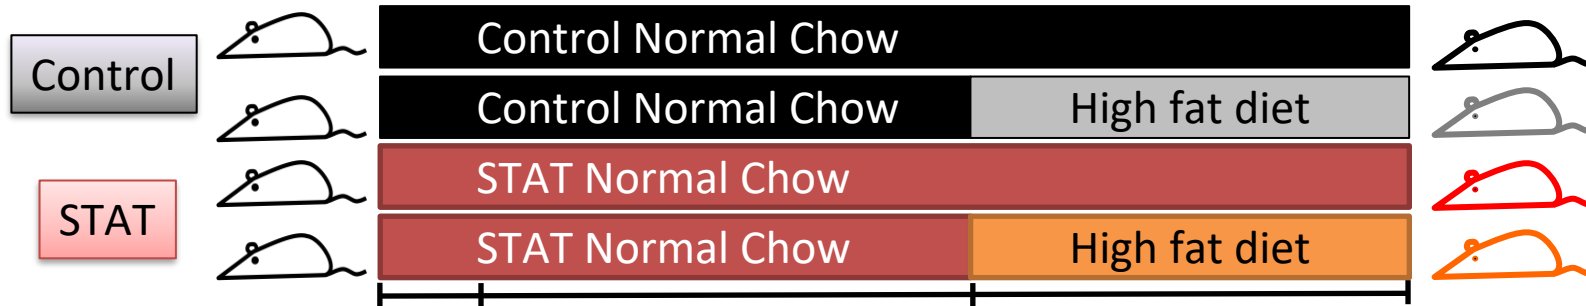 Control
Control Normal Chow
Control Normal Chow High fat diet
STAT
STAT Normal Chow
STAT Normal Chow High fat diet